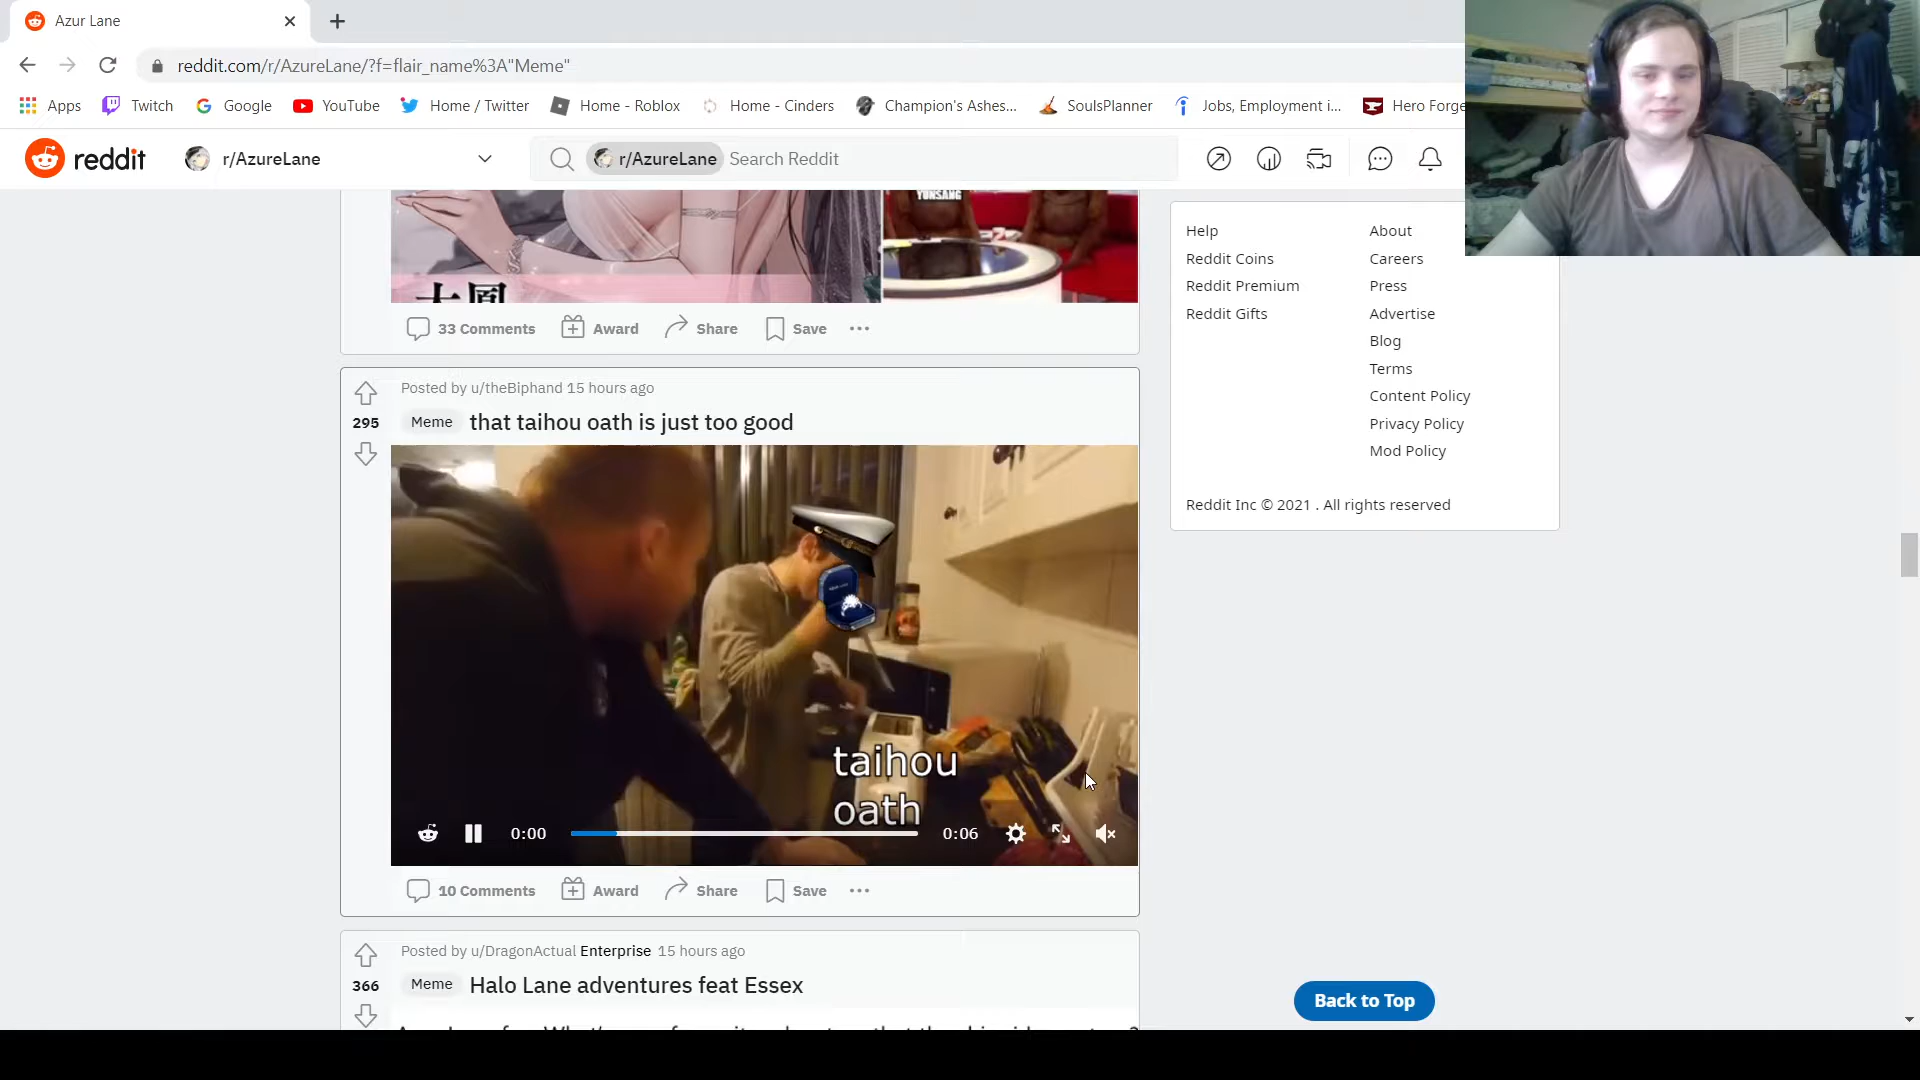 Azur Lane
reddit.com/r/AzureLane/?f=flair_name%3A"Meme"
Apps Twitch Google YouTube Home / Twitter Home - Roblox Home - Cinders Champion's Ashes... SoulsPlanner Jobs, Employment i... Hero Forge
reddit r/AzureLane r/AzureLane Search Reddit
YUNSANG
大鳳
33 Comments Award Share Save
Posted by u/theBiphand 15 hours ago
295
Meme that taihou oath is just too good
taihou
oath
0:00 0:06
10 Comments Award Share Save
Posted by u/DragonActual Enterprise 15 hours ago
366
Meme Halo Lane adventures feat Essex
Help About
Reddit Coins Careers
Reddit Premium Press
Reddit Gifts Advertise
Blog
Terms
Content Policy
Privacy Policy
Mod Policy
Reddit Inc © 2021 . All rights reserved
Back to Top